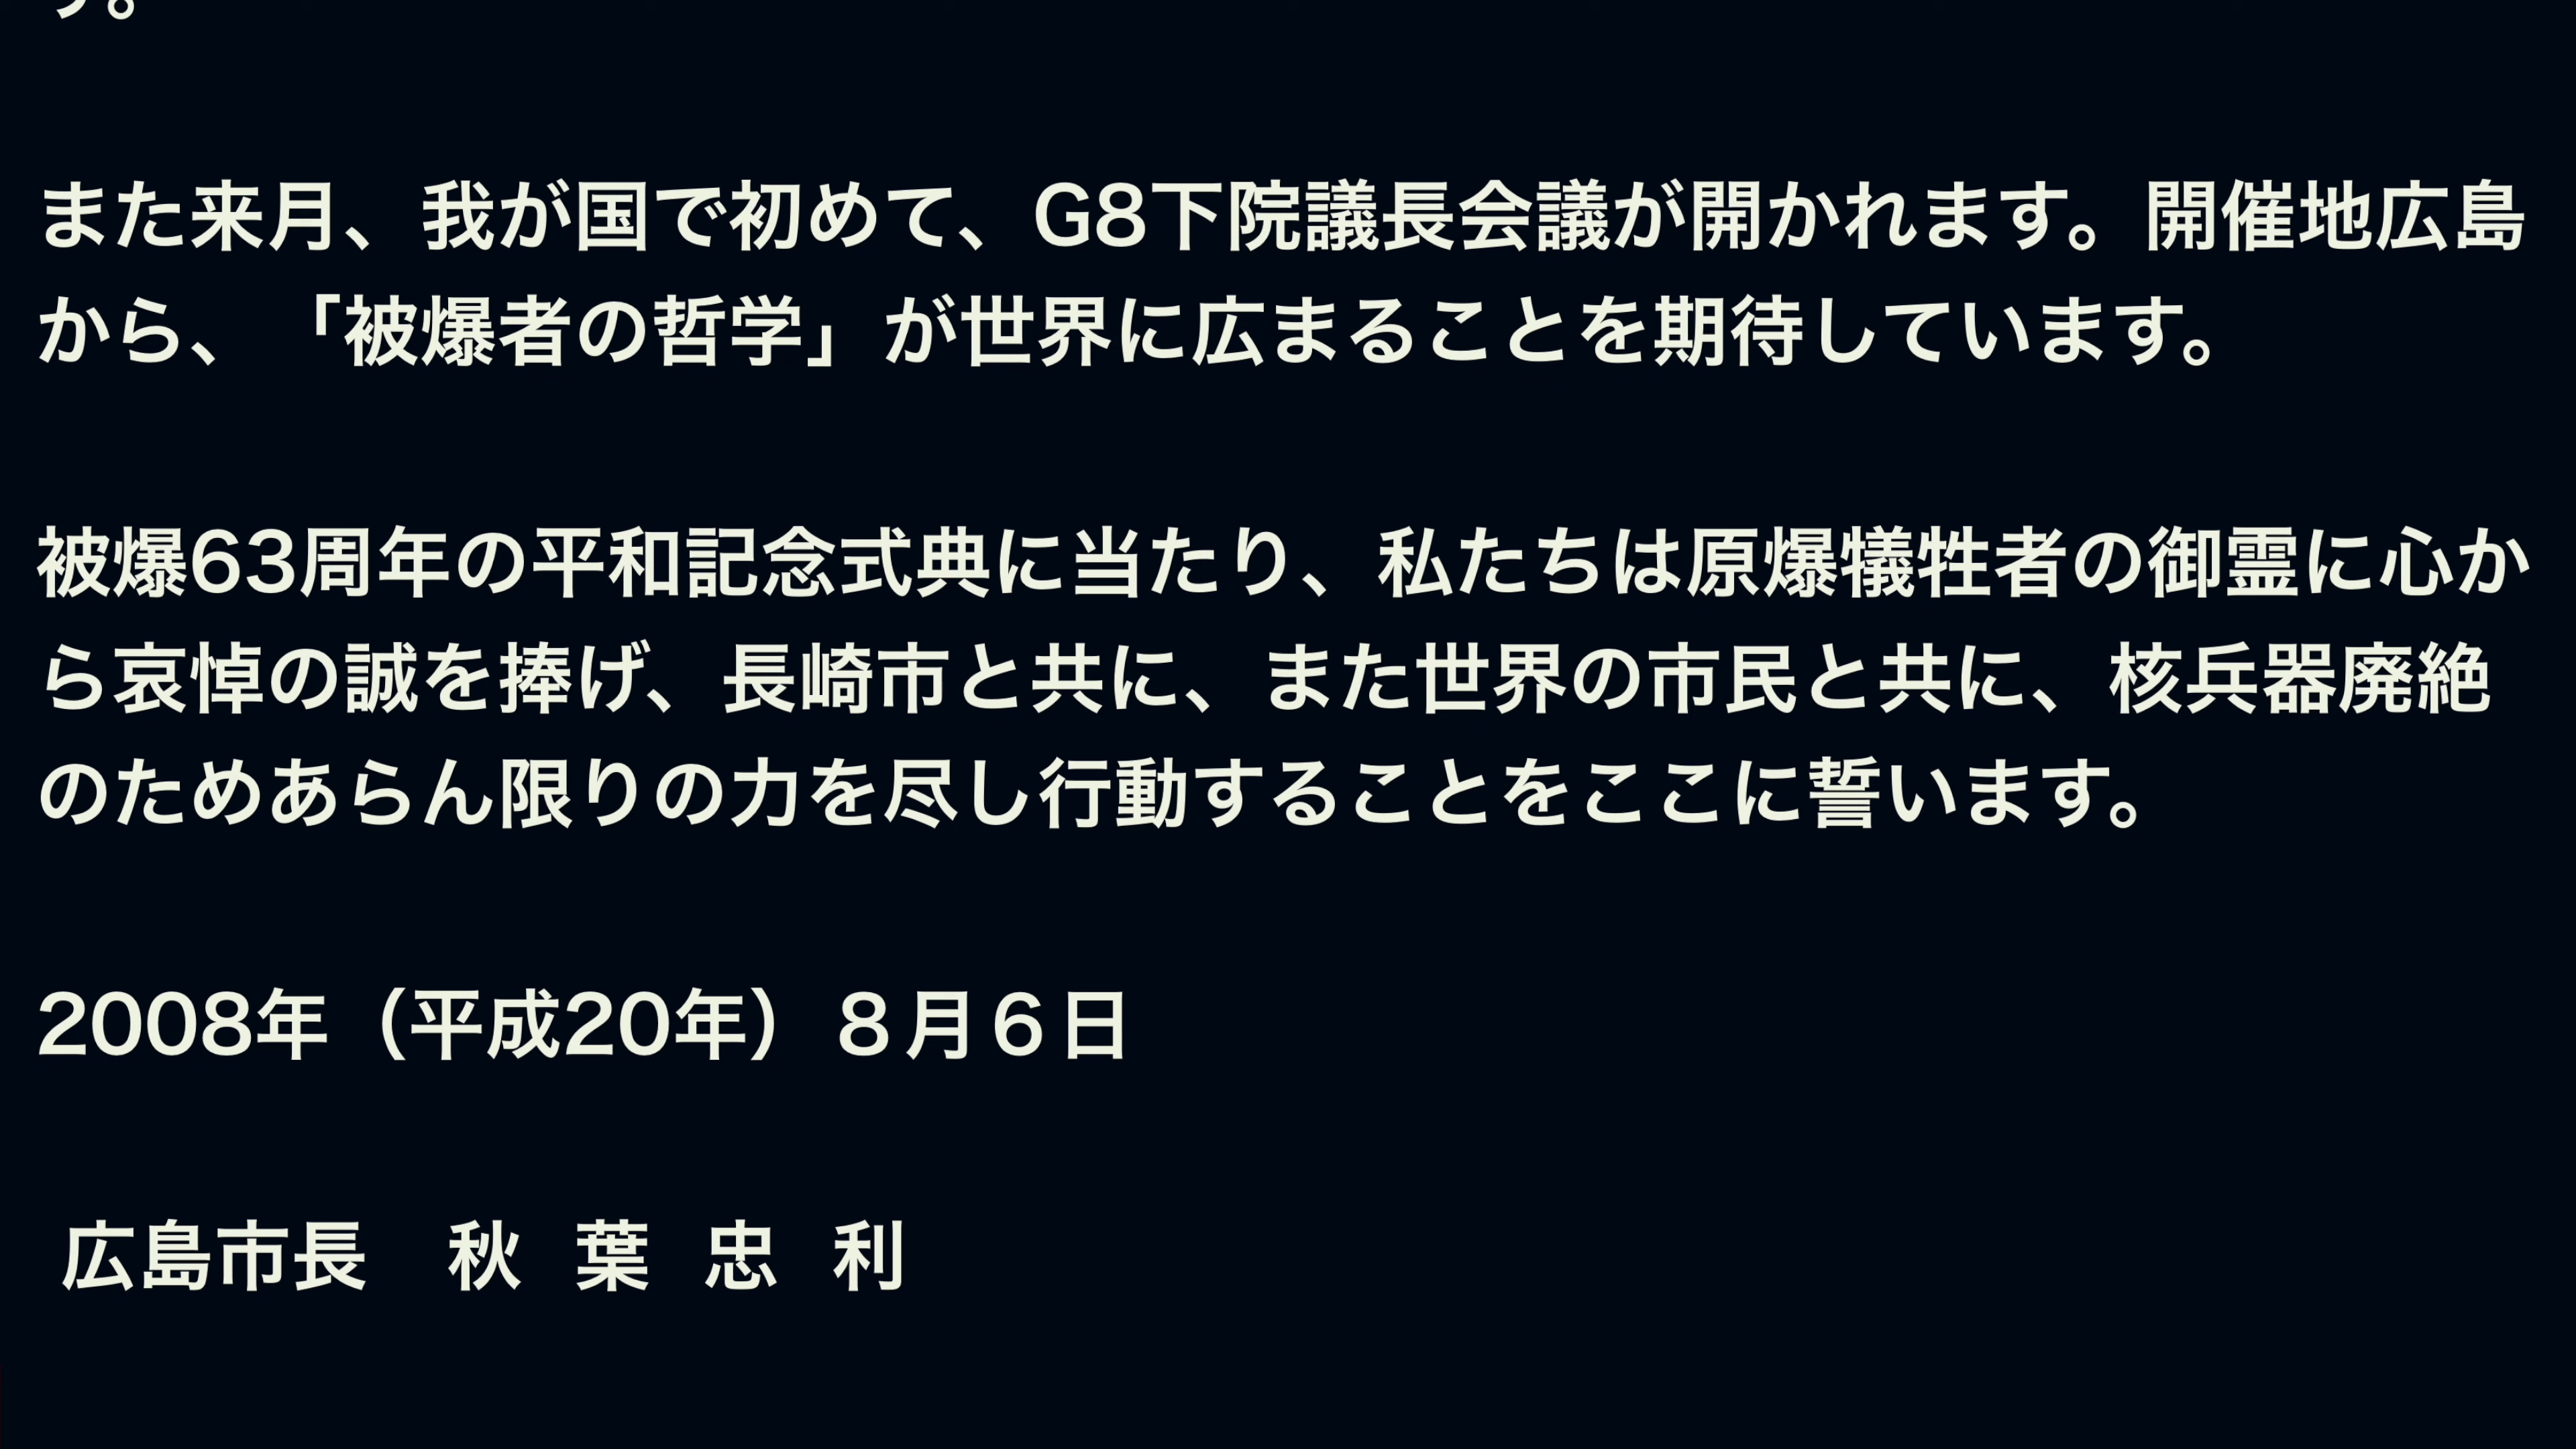 す。
また来月、我が国で初めて、G8下院議長会議が開かれます。開催地広島
から、「被爆者の哲学」が世界に広まることを期待しています。
被爆63周年の平和記念式典に当たり、私たちは原爆犠牲者の御霊に心か
ら哀悼の誠を捧げ、長崎市と共に、また世界の市民と共に、核兵器廃絶
のためあらん限りの力を尽し行動することをここに誓います。
2008年（平成20年）８月６日
広島市長　秋 葉 忠 利